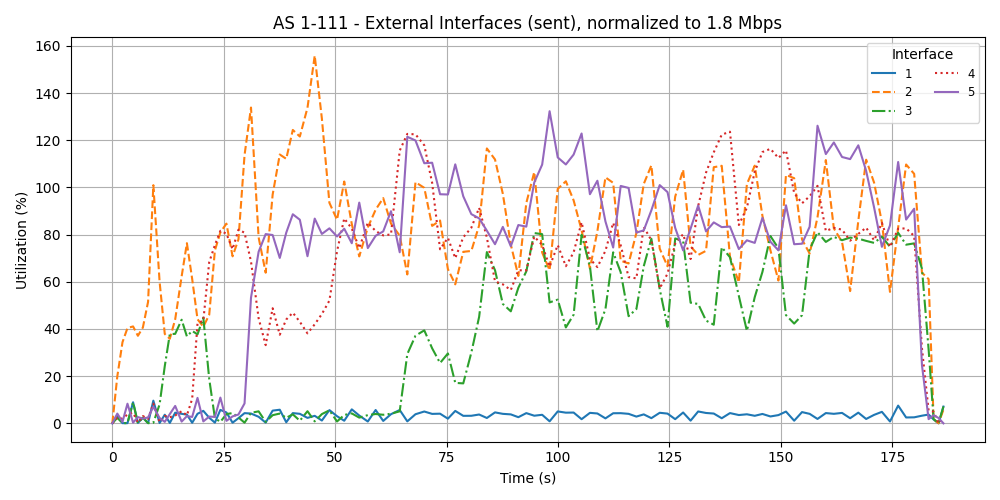 AS 1-111 - External Interfaces (sent), normalized to 1.8 Mbps
Utilization (%)
160
140
120
100
80
60
40
20
0
0 25 50 75 100 125 150 175
Time (s)
Interface
1 4
2 5
3